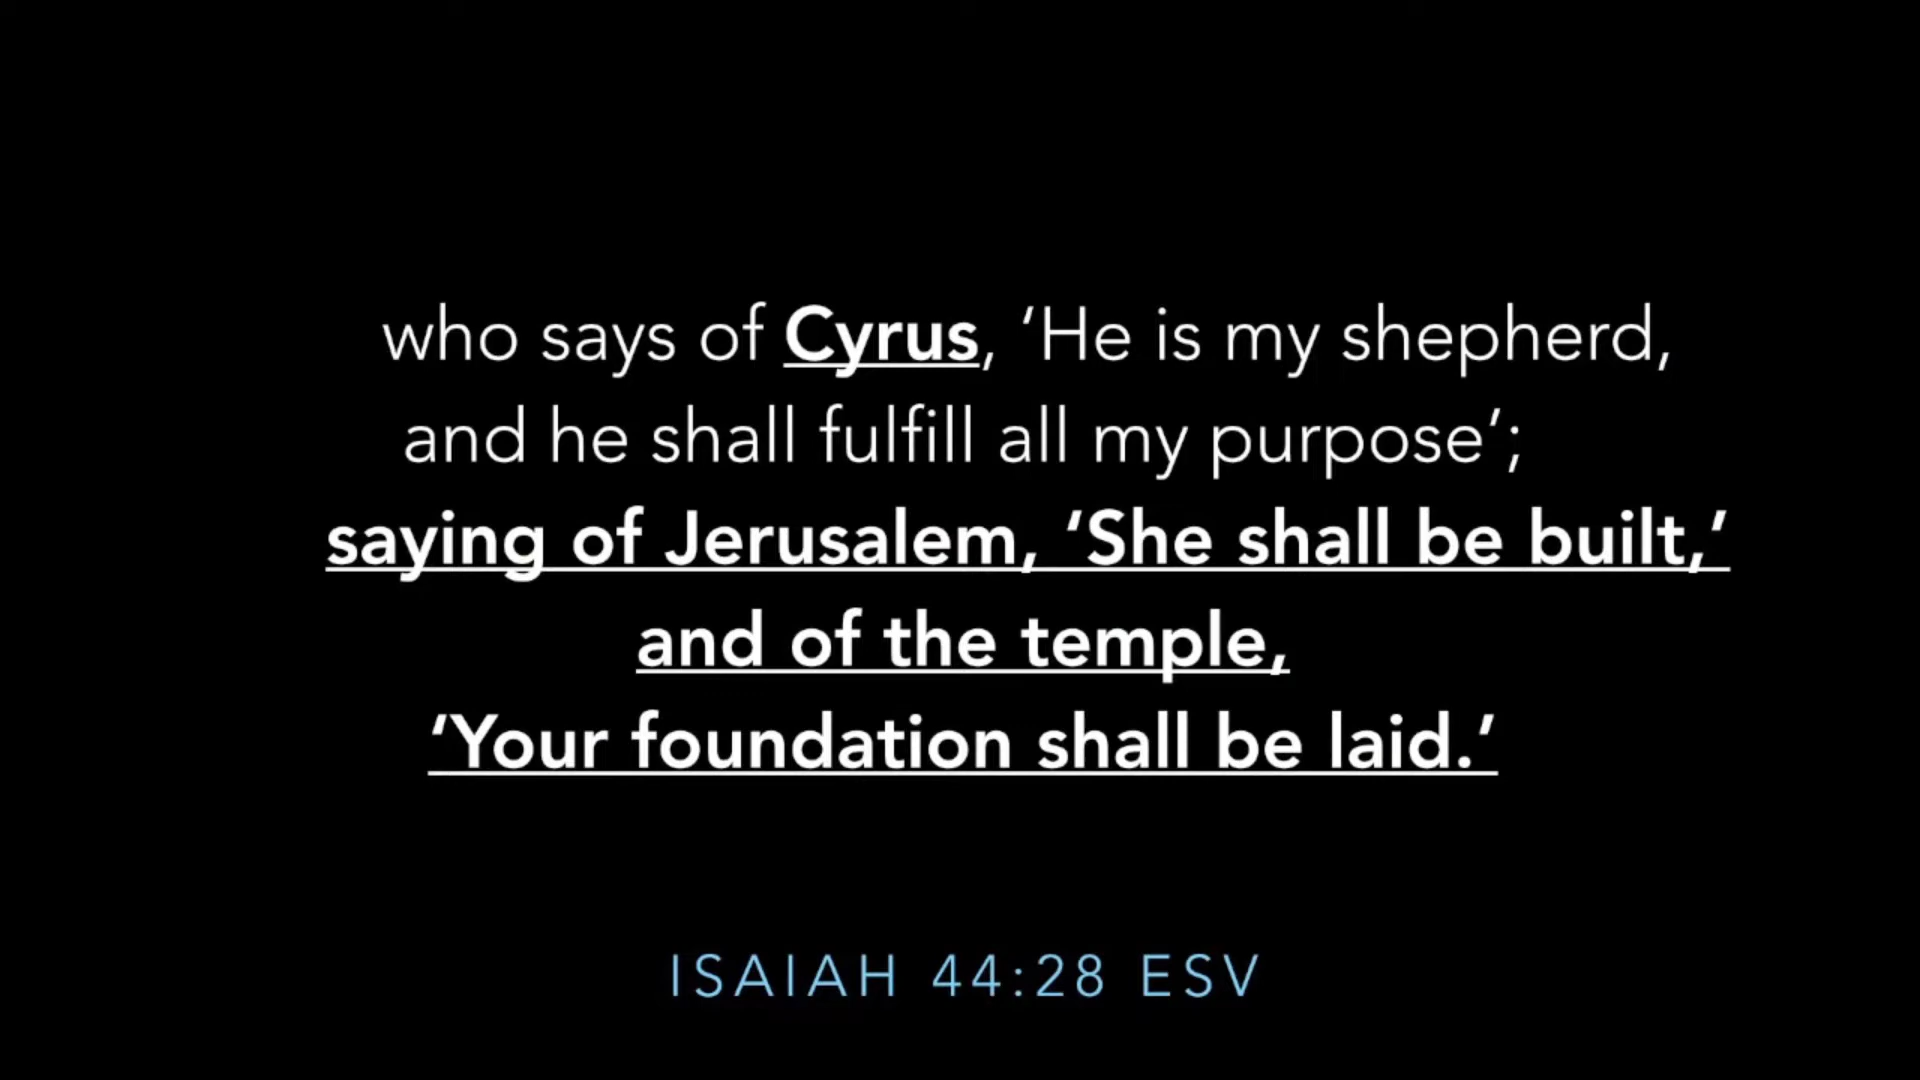 who says of Cyrus, ‘He is my shepherd,
and he shall fulfill all my purpose’;
saying of Jerusalem, ‘She shall be built,’
and of the temple,
‘Your foundation shall be laid.’
ISAIAH 44:28 ESV